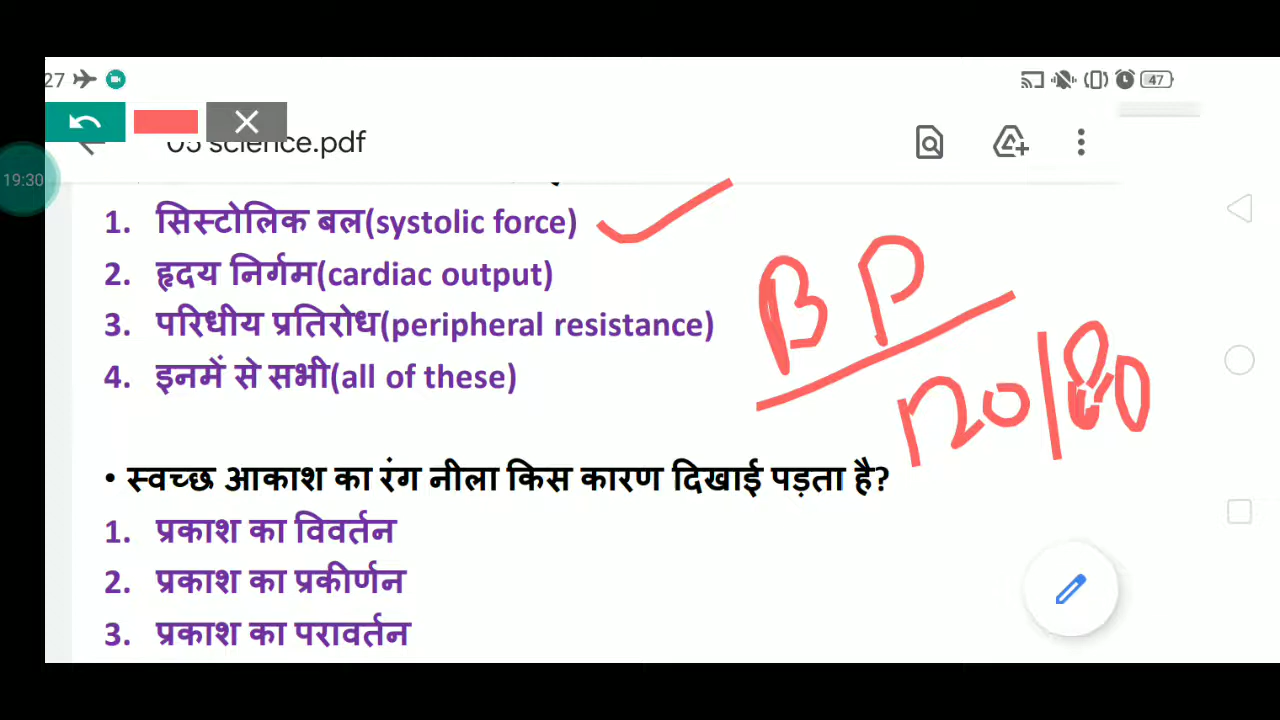 27 47
05 science.pdf
19:30
1. सिस्टोलिक बल(systolic force)
2. हृदय निर्गम(cardiac output)
3. परिधीय प्रतिरोध(peripheral resistance)
4. इनमें से सभी(all of these)
BP
120/80
• स्वच्छ आकाश का रंग नीला किस कारण दिखाई पड़ता है?
1. प्रकाश का विवर्तन
2. प्रकाश का प्रकीर्णन
3. प्रकाश का परावर्तन